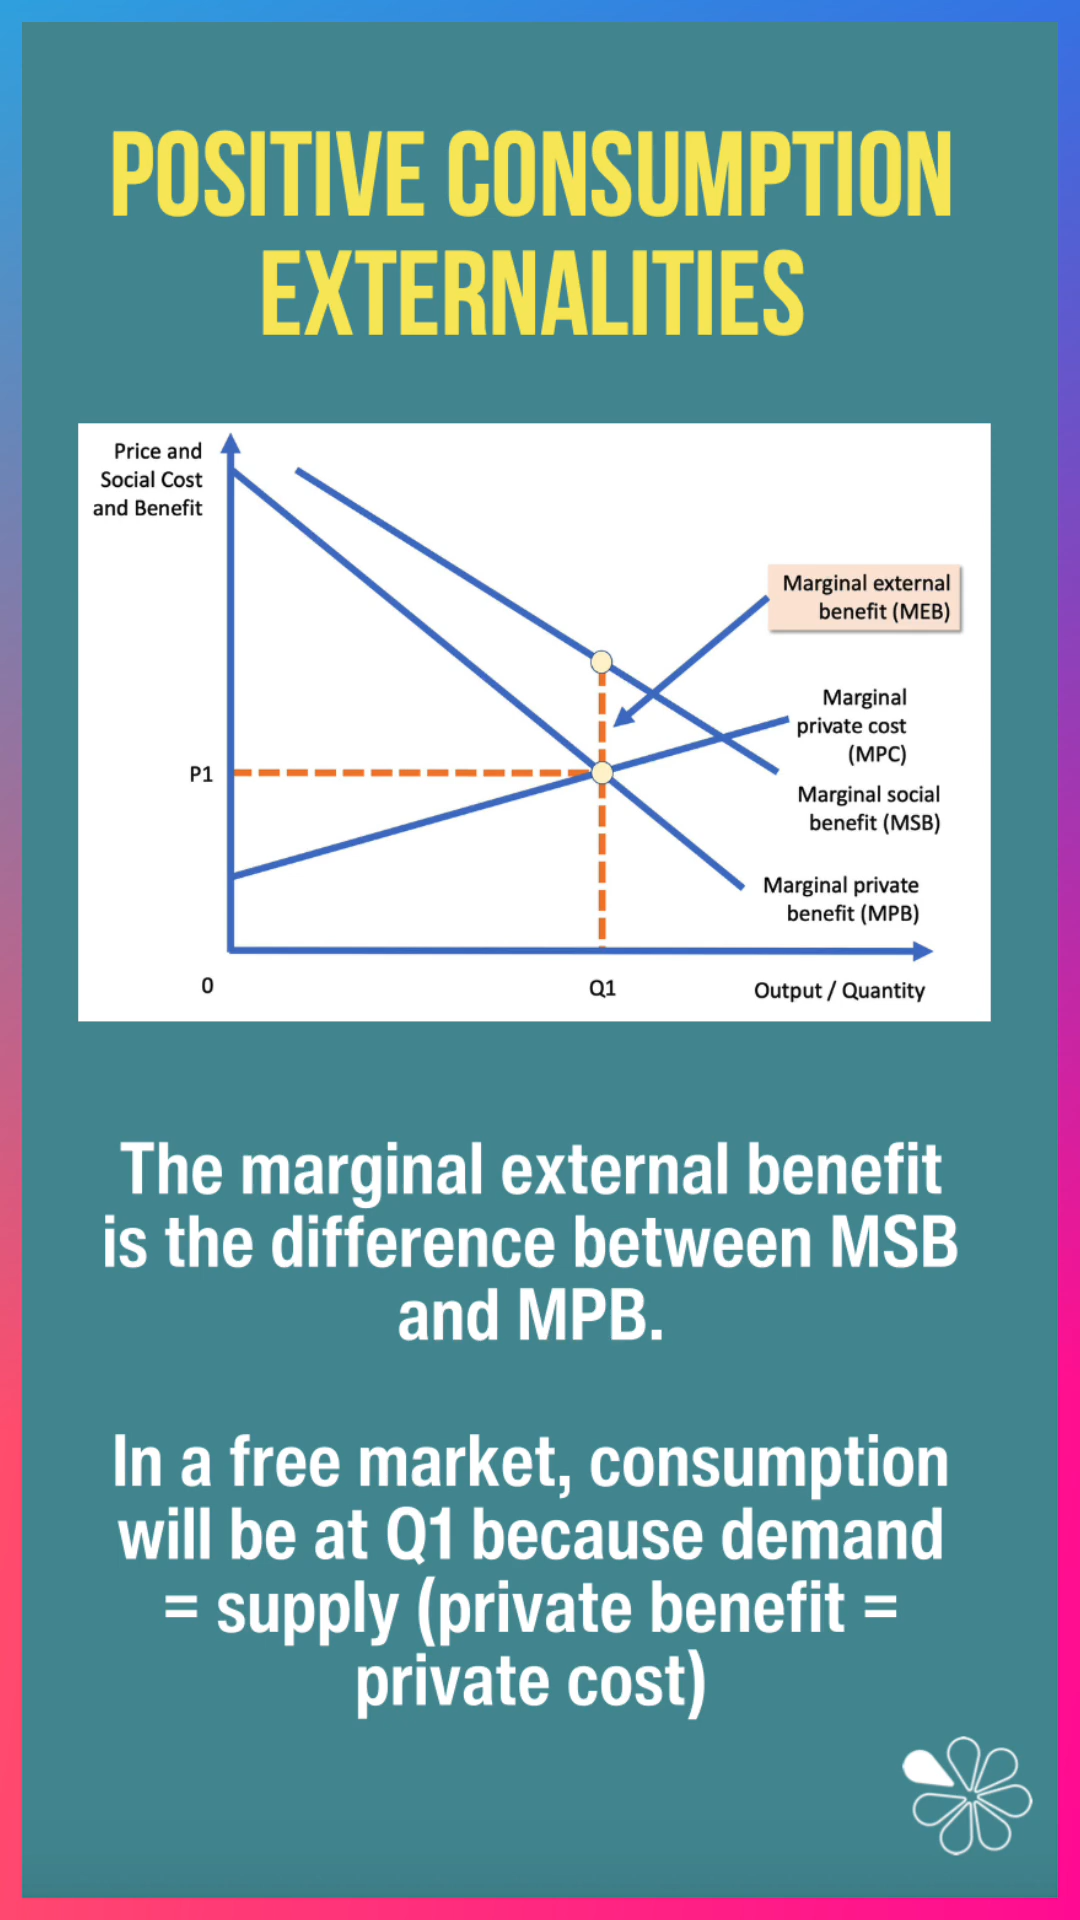 POSITIVE CONSUMPTION
EXTERNALITIES
Price and
Social Cost
and Benefit
Marginal external
benefit (MEB)
Marginal
private cost
(MPC)
P1
Marginal social
benefit (MSB)
Marginal private
benefit (MPB)
0
Q1
Output / Quantity
The marginal external benefit
is the difference between MSB
and MPB.
In a free market, consumption
will be at Q1 because demand
= supply (private benefit =
private cost)